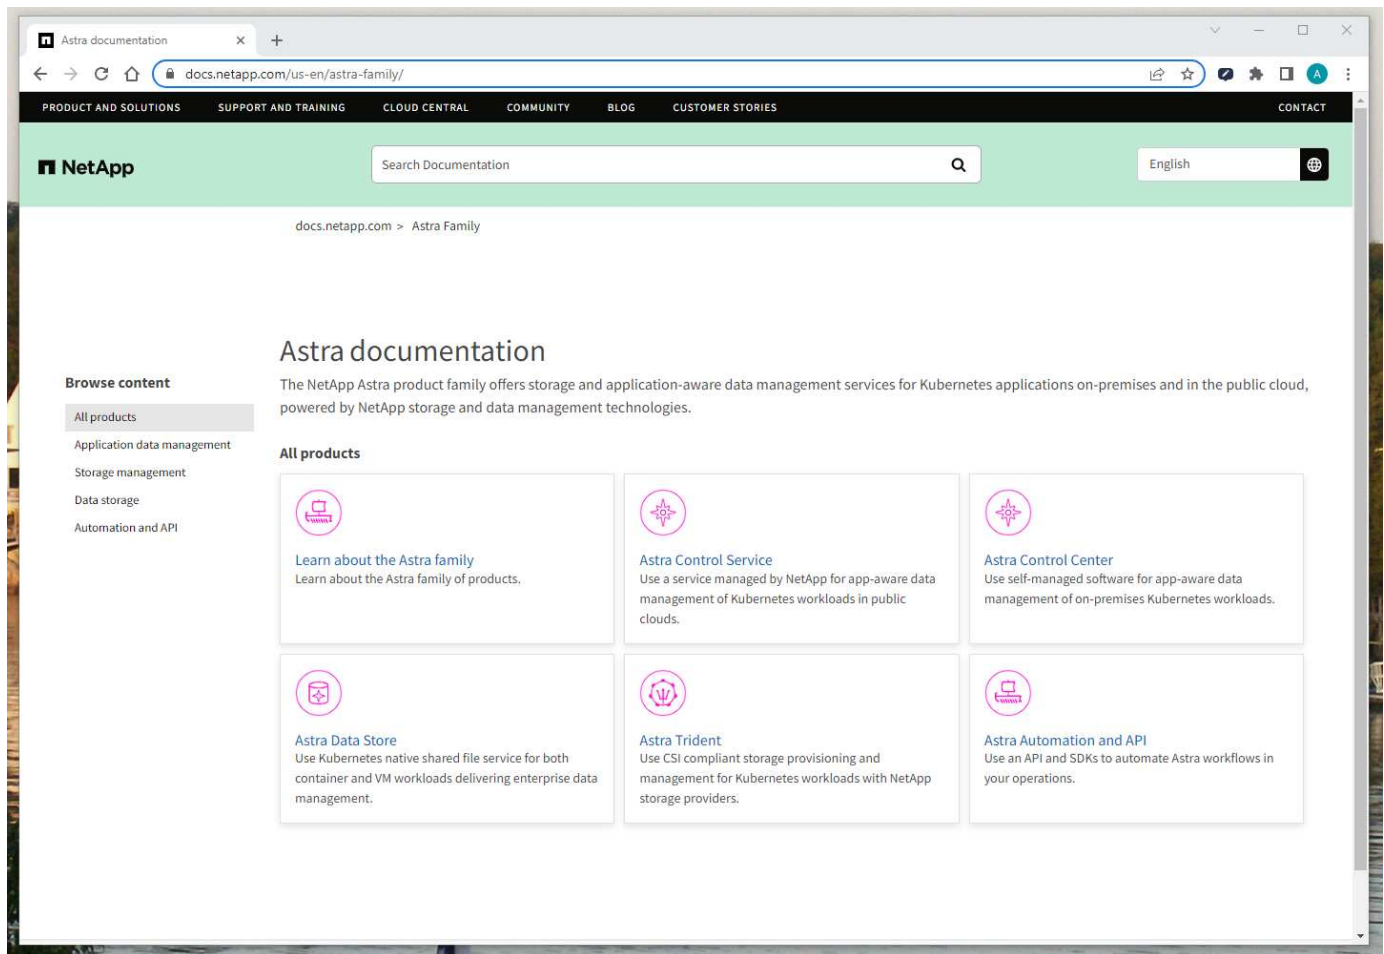 Astra documentation
docs.netapp.com/us-en/astra-family/
A
PRODUCT AND SOLUTIONS SUPPORT AND TRAINING CLOUD CENTRAL COMMUNITY BLOG CUSTOMER STORIES CONTACT
NetApp
Search Documentation
English
docs.netapp.com > Astra Family
Astra documentation
The NetApp Astra product family offers storage and application-aware data management services for Kubernetes applications on-premises and in the public cloud,
powered by NetApp storage and data management technologies.
Browse content
All products
Application data management
Storage management
Data storage
Automation and API
All products
Learn about the Astra family
Learn about the Astra family of products.
Astra Control Service
Use a service managed by NetApp for app-aware data
management of Kubernetes workloads in public
clouds.
Astra Control Center
Use self-managed software for app-aware data
management of on-premises Kubernetes workloads.
Astra Data Store
Use Kubernetes native shared file service for both
container and VM workloads delivering enterprise data
management.
Astra Trident
Use CSI compliant storage provisioning and
management for Kubernetes workloads with NetApp
storage providers.
Astra Automation and API
Use an API and SDKs to automate Astra workflows in
your operations.